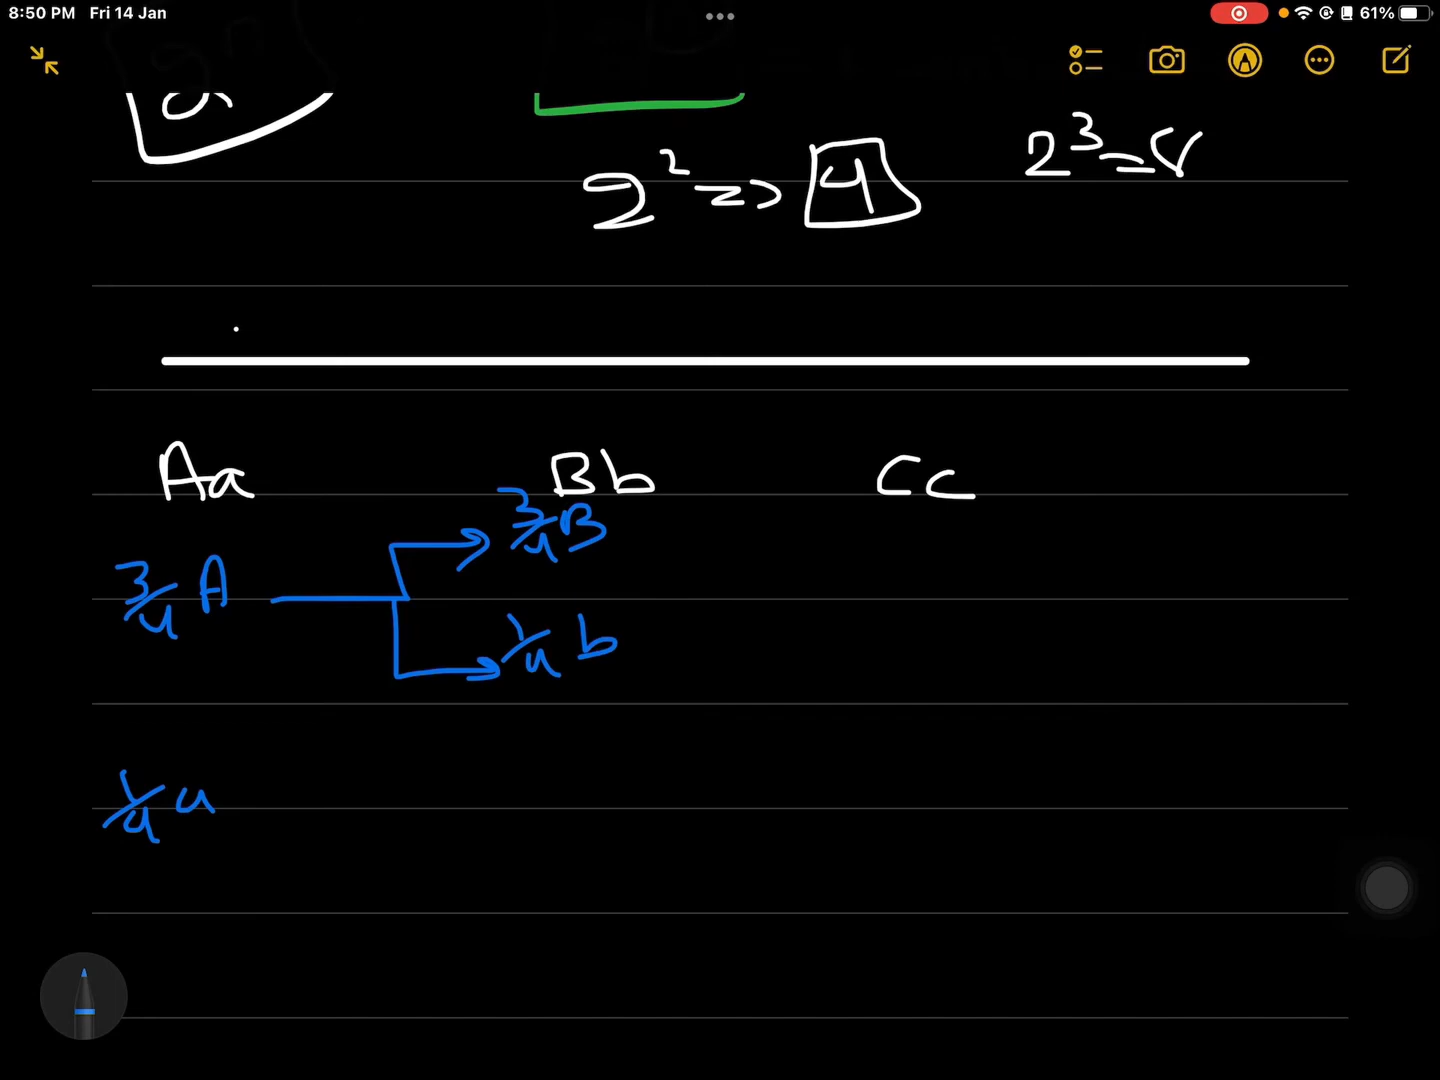 8:50 PM Fri 14 Jan
61%
2² => 4
2³ = 8
Aa Bb Cc
3/4 B
3/4 A
1/4 b
1/4 a